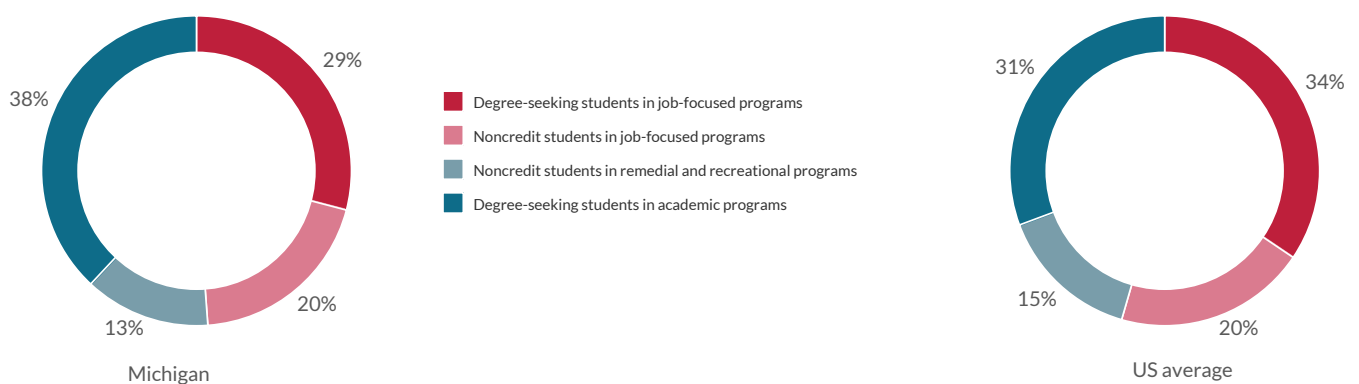 29%
38%
20%
13%
Michigan
Degree-seeking students in job-focused programs
Noncredit students in job-focused programs
Noncredit students in remedial and recreational programs
Degree-seeking students in academic programs
31%
34%
15%
20%
US average